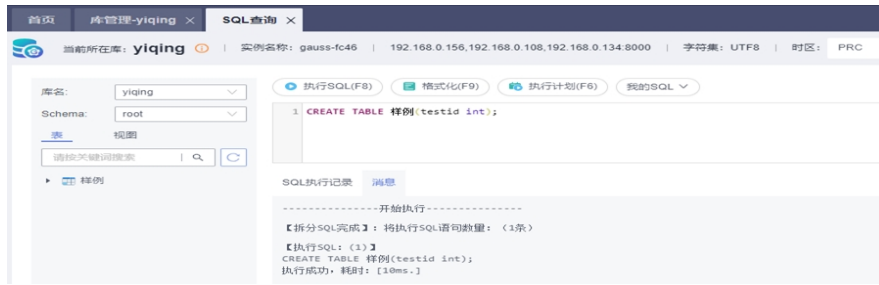 首页 库管理-yiqing × SQL查询 ×
当前所在库: yiqing 实例名称: gauss-fc46 | 192.168.0.156,192.168.0.108,192.168.0.134:8000 | 字符集: UTF8 | 时区: PRC
库名: yiqing
执行SQL(F8) 格式化(F9) 执行计划(F6) 我的SQL
Schema: root
1 CREATE TABLE 样例(testid int);
表 视图
请按关键词搜索
样例
SQL执行记录 消息
---------------开始执行---------------
【拆分SQL完成】: 将执行SQL语句数量: (1条)
【执行SQL: (1)】
CREATE TABLE 样例(testid int);
执行成功, 耗时: [10ms.]